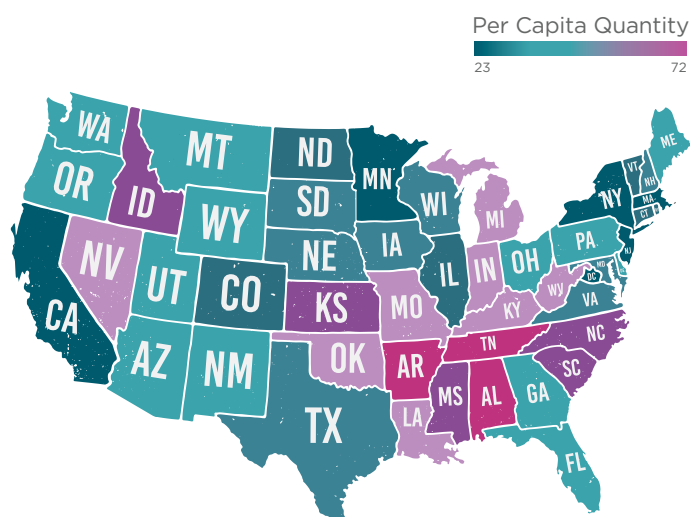 Per Capita Quantity
23 72
WA
MT
ND
MN
ME
VT
NH
OR
ID
SD
WI
NY
MA
CT
MI
WY
NE
IA
PA
NJ
NV
UT
CO
IL
IN
OH
MD
DC
CA
KS
MO
KY
WV
VA
AZ
NM
OK
AR
TN
NC
MS
AL
GA
SC
TX
LA
FL